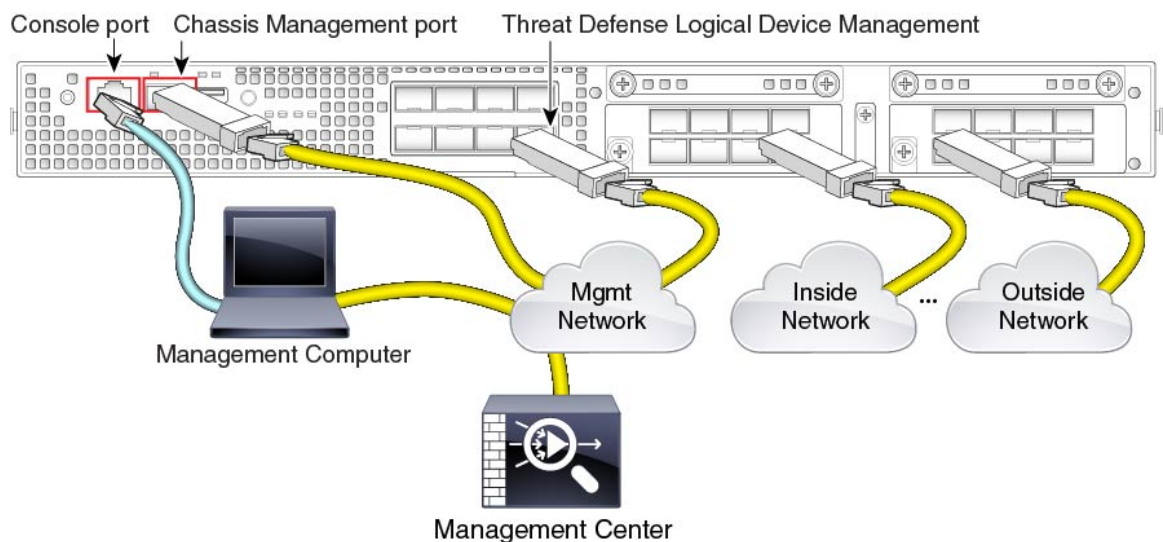 Console port
Chassis Management port
Threat Defense Logical Device Management
Mgmt
Network
Inside
Network
...
Outside
Network
Management Computer
Management Center